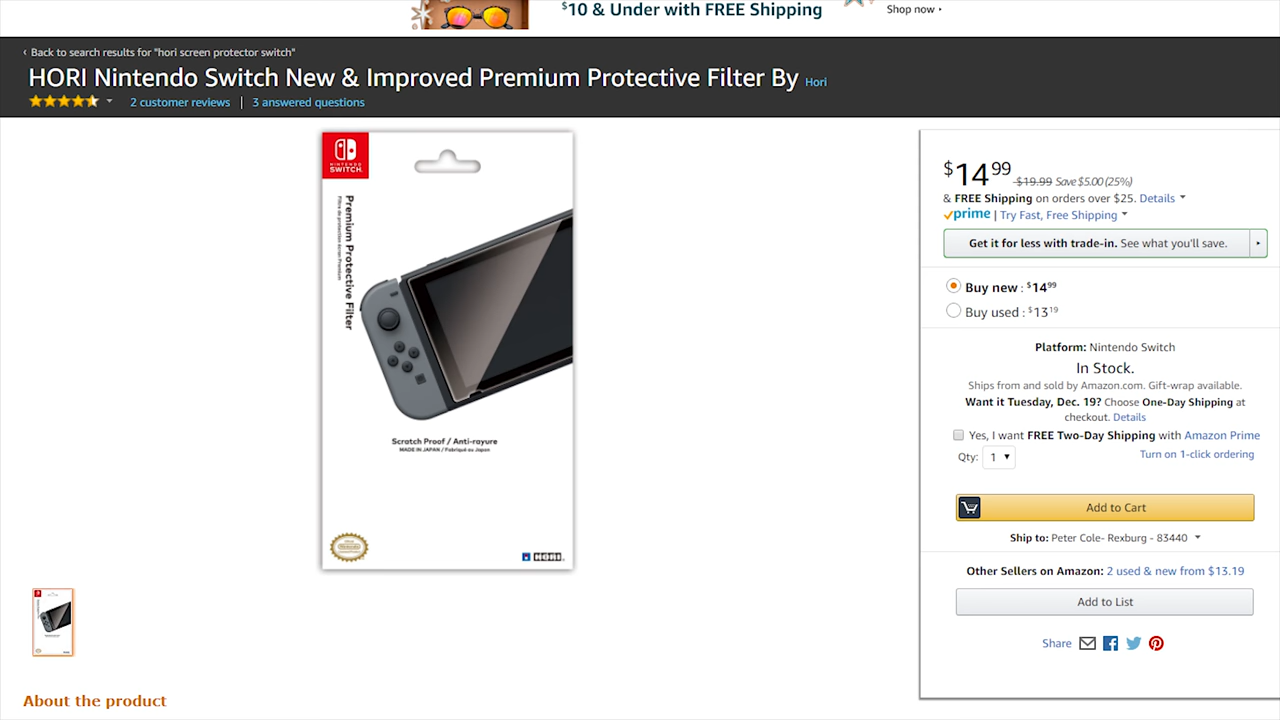 $10 & Under with FREE Shipping
Shop now ›
‹ Back to search results for "hori screen protector switch"
HORI Nintendo Switch New & Improved Premium Protective Filter By Hori
2 customer reviews | 3 answered questions
NINTENDO
SWITCH
Premium Protective Filter
Filtre de protection écran Premium
Scratch Proof / Anti-rayure
MADE IN JAPAN / Fabriqué au Japon
Nintendo
HORI
$14 99 $19.99 Save $5.00 (25%)
& FREE Shipping on orders over $25. Details
prime | Try Fast, Free Shipping
Get it for less with trade-in. See what you'll save.
Buy new : $14 99
Buy used : $13 19
Platform: Nintendo Switch
In Stock.
Ships from and sold by Amazon.com. Gift-wrap available.
Want it Tuesday, Dec. 19? Choose One-Day Shipping at
checkout. Details
Yes, I want FREE Two-Day Shipping with Amazon Prime
Qty: 1
Turn on 1-click ordering
Add to Cart
Ship to: Peter Cole- Rexburg - 83440
Other Sellers on Amazon: 2 used & new from $13.19
Add to List
Share
About the product